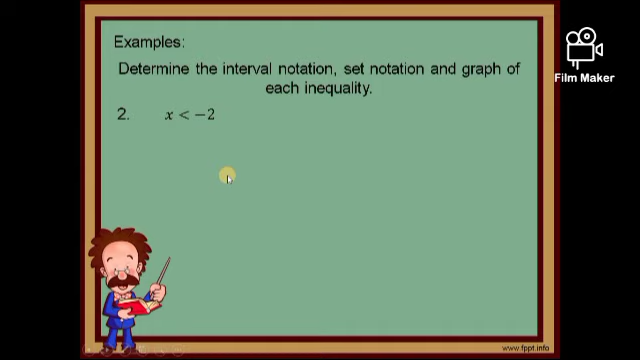 Examples:
Determine the interval notation, set notation and graph of
each inequality.
2. x < −2
Film Maker
www.fppt.info